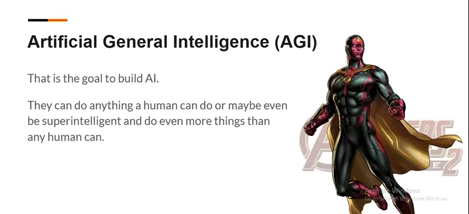 Artificial General Intelligence (AGI)
That is the goal to build AI.
They can do anything a human can do or maybe even
be superintelligent and do even more things than
any human can.